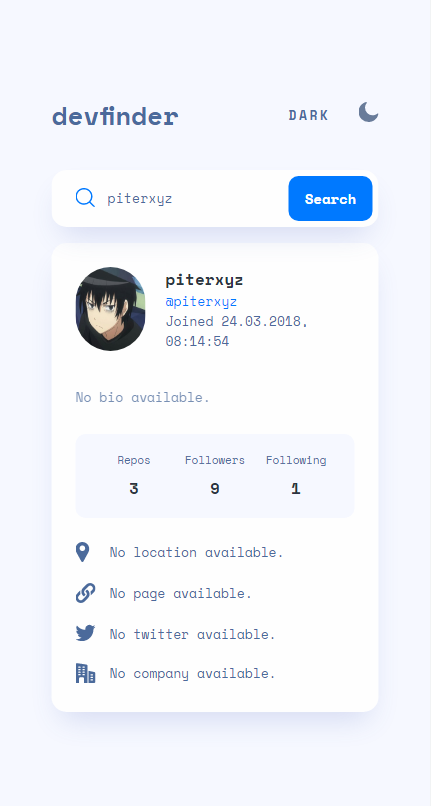 devfinder
DARK
piterxyz
Search
piterxyz
@piterxyz
Joined 24.03.2018,
08:14:54
No bio available.
Repos Followers Following
3 9 1
No location available.
No page available.
No twitter available.
No company available.